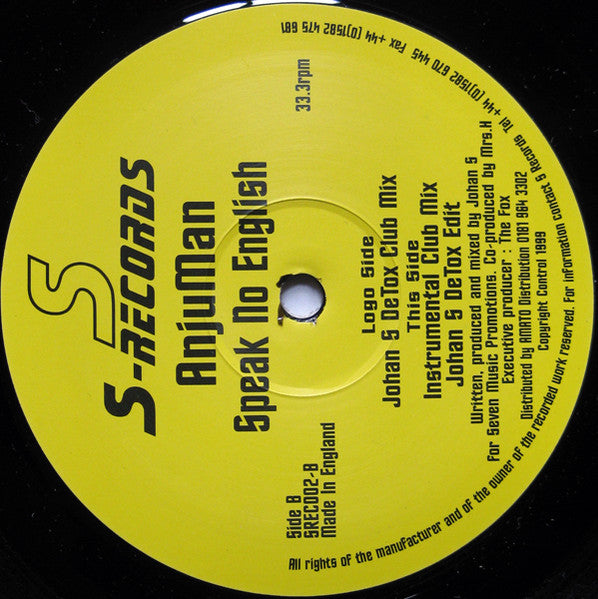 S
S-RECORDS
AnjuMan
Speak No English
Side B
SREC002-B
Made In England
33.3rpm
Logo Side
Johan S DeTox Club Mix
This Side
Instrumental Club Mix
Johan S DeTox Edit
Written, produced and mixed by Johan S
For Seven Music Promotions. Co-produced by Mrs.H
Executive producer : The Fox
Distributed by AMATO Distribution 0181 964 3302
Copyright Control 1999
All rights of the manufacturer and of the owner of the recorded work reserved. For information contact S Records Tel +44 (0)1582 670 445 Fax +44 (0)1582 475 681